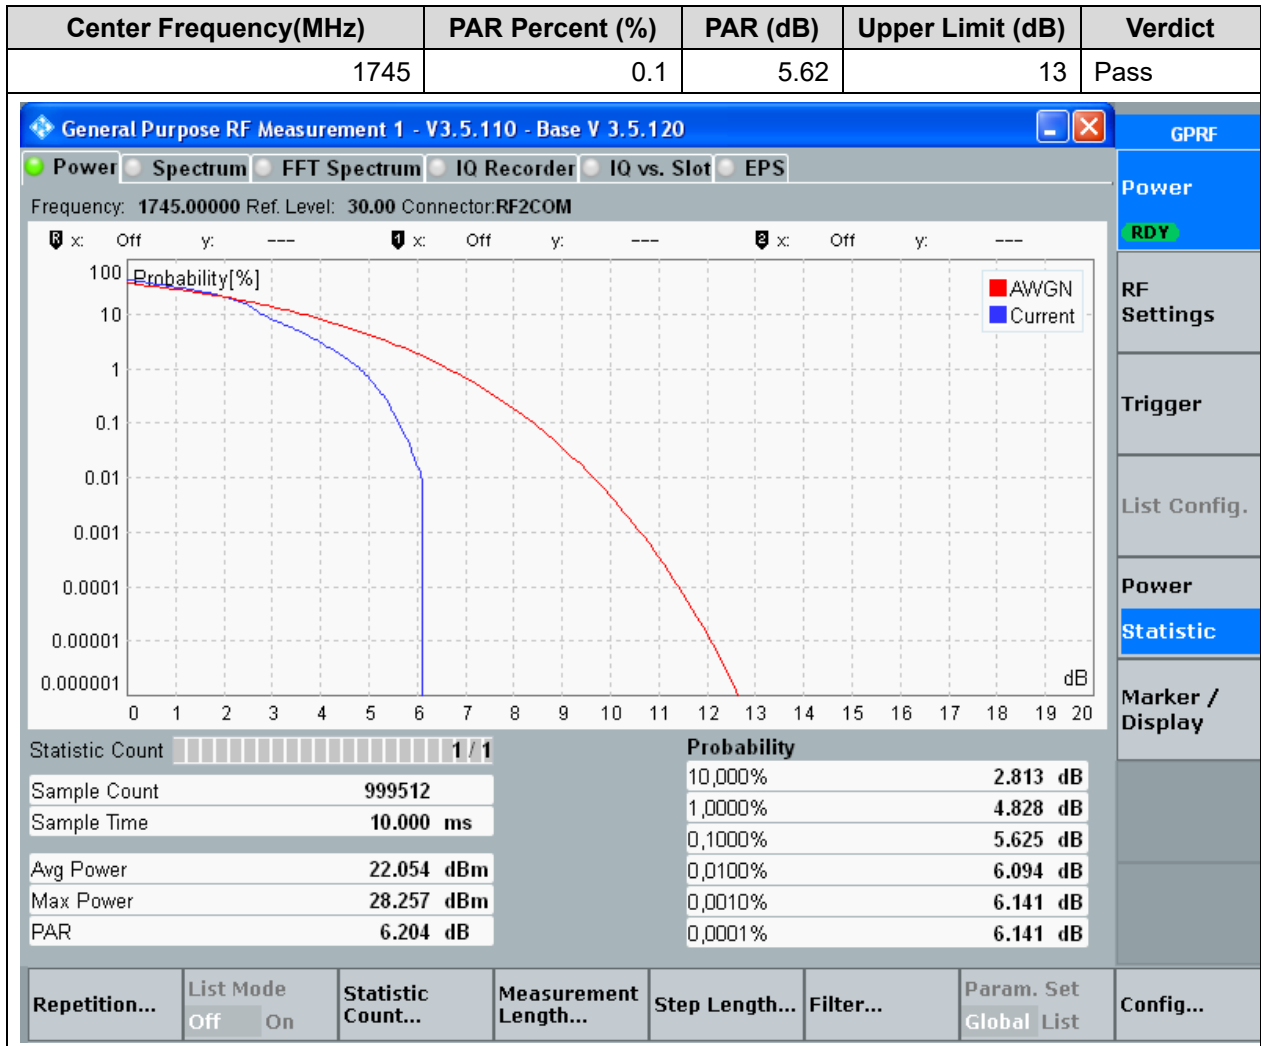 Center Frequency(MHz) PAR Percent (%) PAR (dB) Upper Limit (dB) Verdict
1745 0.1 5.62 13 Pass
General Purpose RF Measurement 1 - V3.5.110 - Base V 3.5.120
GPRF
Power Spectrum FFT Spectrum IQ Recorder IQ vs. Slot EPS
Frequency: 1745.00000 Ref. Level: 30.00 Connector:RF2COM
R x: Off y: --- 1 x: Off y: --- 2 x: Off y: ---
Probability[%]
AWGN
Current
100
10
1
0.1
0.01
0.001
0.0001
0.00001
0.000001
dB
0 1 2 3 4 5 6 7 8 9 10 11 12 13 14 15 16 17 18 19 20
Statistic Count 1 / 1
Sample Count 999512
Sample Time 10.000 ms
Avg Power 22.054 dBm
Max Power 28.257 dBm
PAR 6.204 dB
Probability
10,000% 2.813 dB
1,0000% 4.828 dB
0,1000% 5.625 dB
0,0100% 6.094 dB
0,0010% 6.141 dB
0,0001% 6.141 dB
Power
RDY
RF
Settings
Trigger
List Config.
Power
Statistic
Marker /
Display
Repetition...
List Mode
Off On
Statistic
Count...
Measurement
Length...
Step Length...
Filter...
Param. Set
Global List
Config...